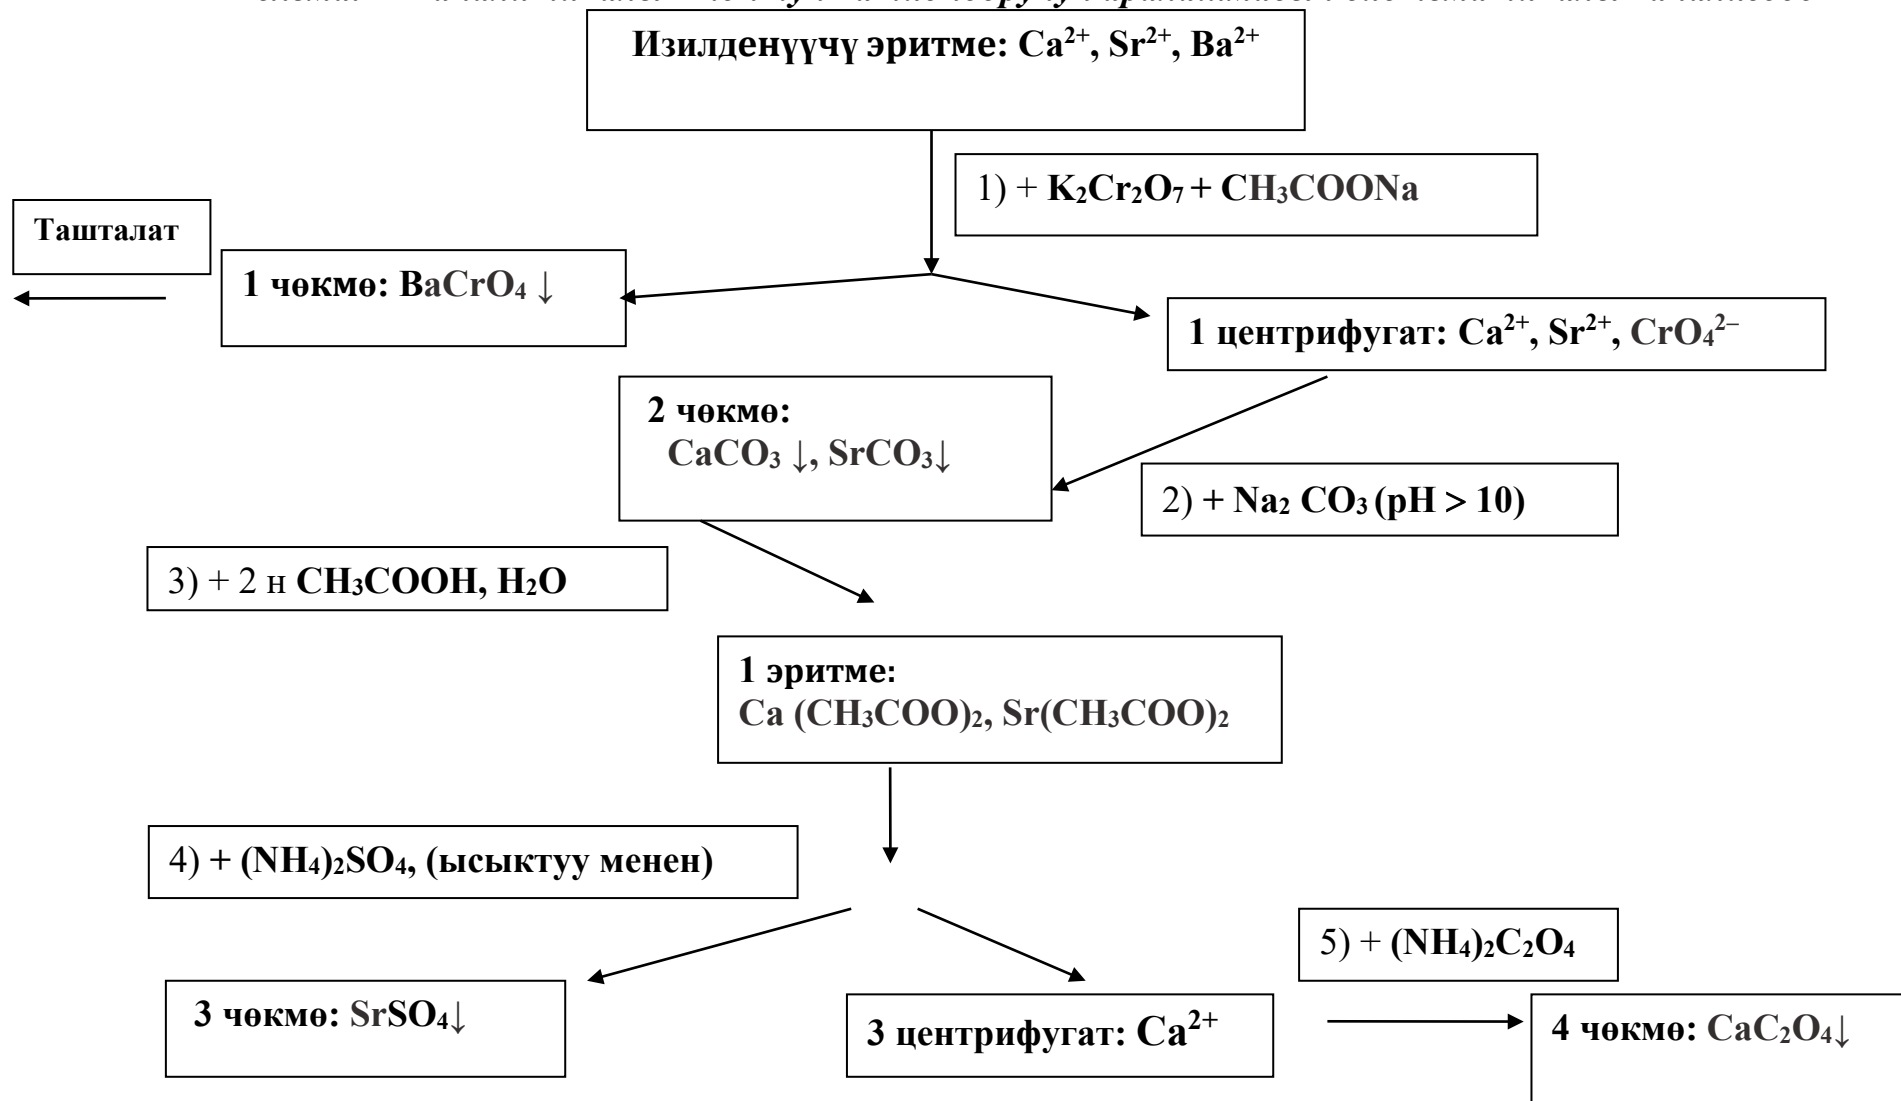 Изилденүүчү эритме: Ca²⁺, Sr²⁺, Ba²⁺
1) + K₂Cr₂O₇ + CH₃COONa
Ташталат
1 чөкмө: BaCrO₄ ↓
1 центрифугат: Ca²⁺, Sr²⁺, CrO₄²⁻
2 чөкмө:
CaCO₃ ↓, SrCO₃↓
2) + Na₂ CO₃ (pH > 10)
3) + 2 н CH₃COOH, H₂O
1 эритме:
Ca (CH₃COO)₂, Sr(CH₃COO)₂
4) + (NH₄)₂SO₄, (ысыктуу менен)
5) + (NH₄)₂C₂O₄
3 чөкмө: SrSO₄↓
3 центрифугат: Ca²⁺
4 чөкмө: CaC₂O₄↓